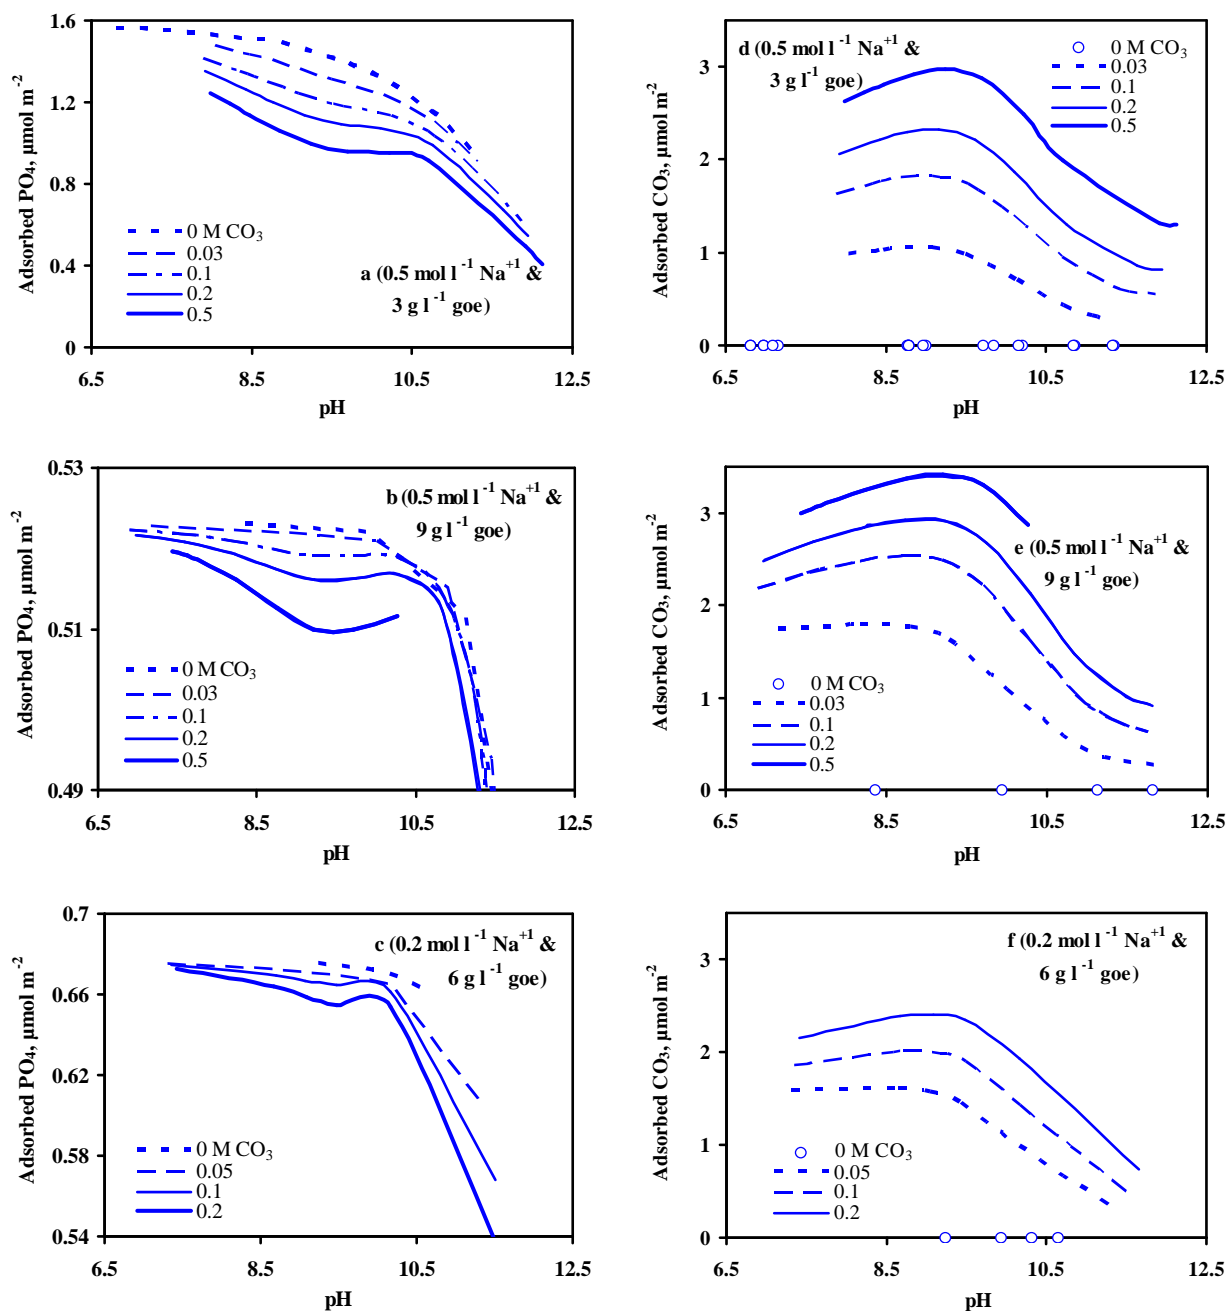 1.6
1.2
0.8
0.4
0
Adsorbed PO₄, µmol m⁻²
0 M CO₃
0.03
0.1
0.2
0.5
a (0.5 mol l⁻¹ Na⁺¹ &
3 g l⁻¹ goe)
6.5 8.5 10.5 12.5
pH
3
2
1
0
Adsorbed CO₃, µmol m⁻²
d (0.5 mol l⁻¹ Na⁺¹ &
3 g l⁻¹ goe)
0 M CO₃
0.03
0.1
0.2
0.5
6.5 8.5 10.5 12.5
pH
0.53
0.51
0.49
Adsorbed PO₄, µmol m⁻²
b (0.5 mol l⁻¹ Na⁺¹ &
9 g l⁻¹ goe)
0 M CO₃
0.03
0.1
0.2
0.5
6.5 8.5 10.5 12.5
pH
3
2
1
0
Adsorbed CO₃, µmol m⁻²
e (0.5 mol l⁻¹ Na⁺¹ &
9 g l⁻¹ goe)
0 M CO₃
0.03
0.1
0.2
0.5
6.5 8.5 10.5 12.5
pH
0.7
0.66
0.62
0.58
0.54
Adsorbed PO₄, µmol m⁻²
c (0.2 mol l⁻¹ Na⁺¹ &
6 g l⁻¹ goe)
0 M CO₃
0.05
0.1
0.2
6.5 8.5 10.5 12.5
pH
3
2
1
0
Adsorbed CO₃, µmol m⁻²
f (0.2 mol l⁻¹ Na⁺¹ &
6 g l⁻¹ goe)
0 M CO₃
0.05
0.1
0.2
6.5 8.5 10.5 12.5
pH